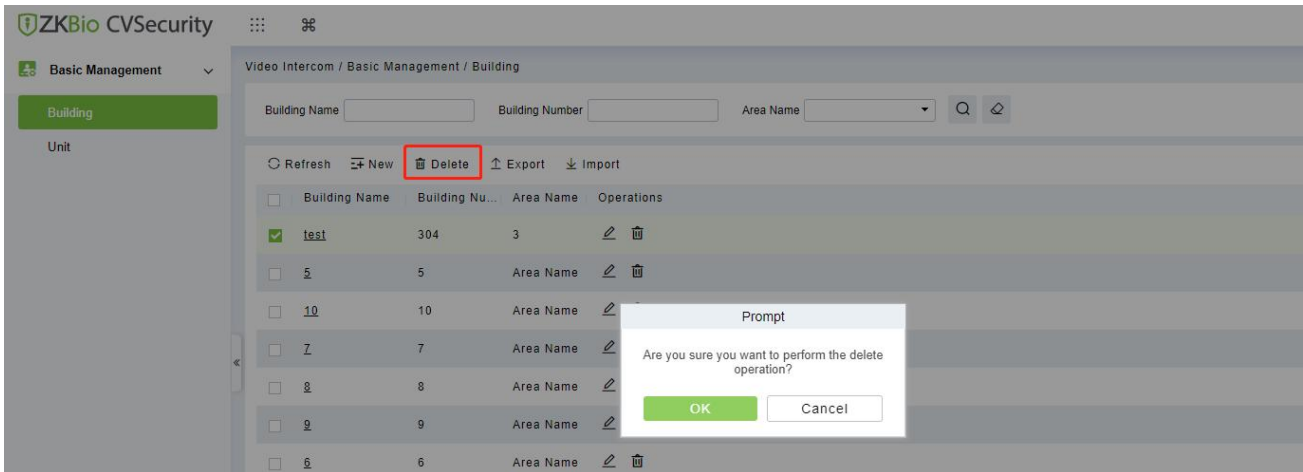 ZKBio CVSecurity
Basic Management
Video Intercom / Basic Management / Building
Building
Unit
Building Name Building Number Area Name
Refresh New Delete Export Import
Building Name Building Nu... Area Name Operations
test 304 3
5 5 Area Name
10 10 Area Name
7 7 Area Name
8 8 Area Name
9 9 Area Name
6 6 Area Name
Prompt
Are you sure you want to perform the delete
operation?
OK Cancel